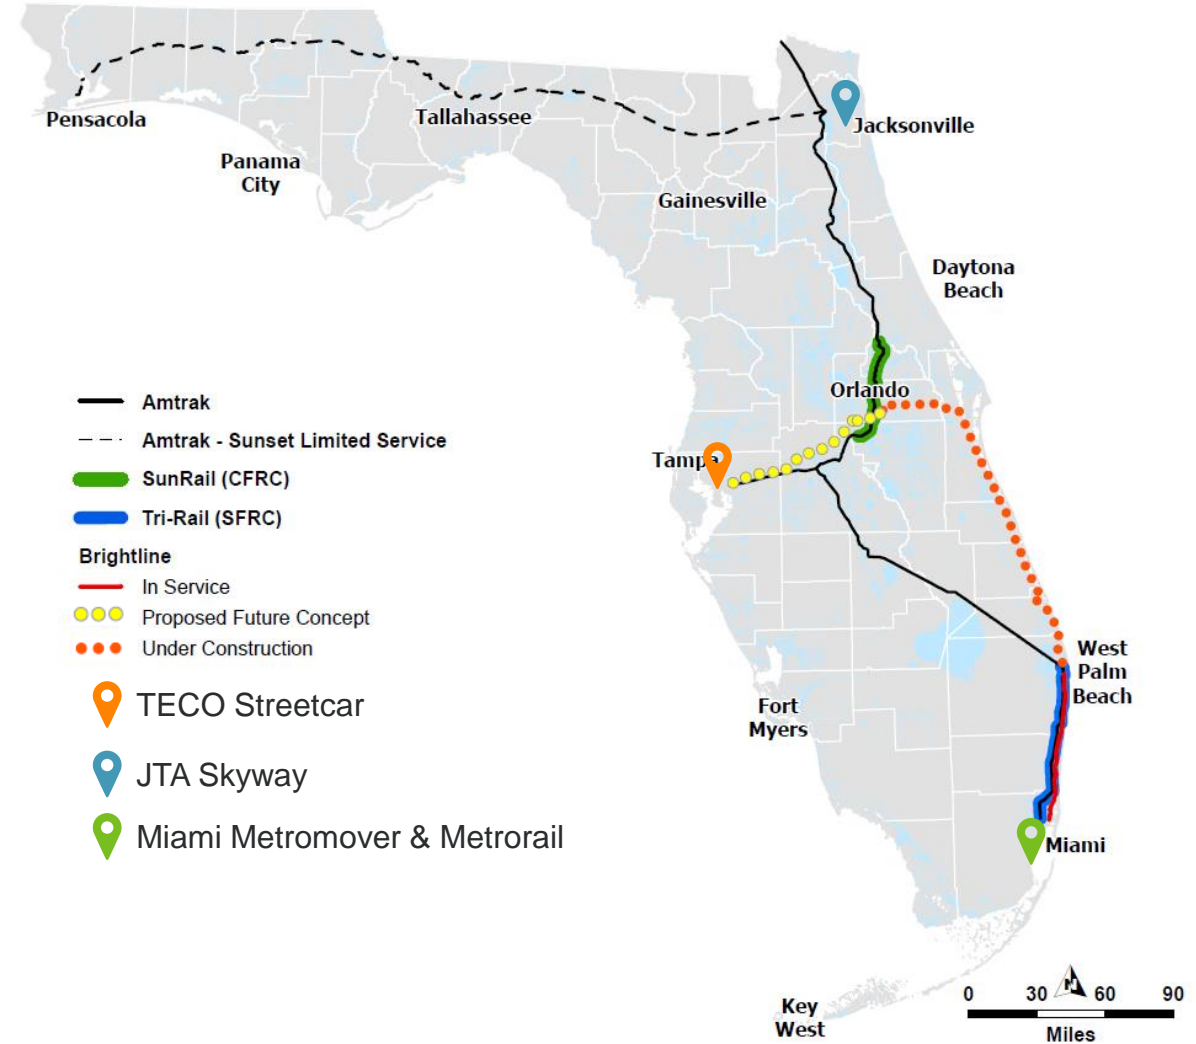 Pensacola
Tallahassee
Jacksonville
Panama
City
Gainesville
Daytona
Beach
Orlando
Tampa
West
Palm
Beach
Fort
Myers
Miami
Key
West
Amtrak
Amtrak - Sunset Limited Service
SunRail (CFRC)
Tri-Rail (SFRC)
Brightline
In Service
Proposed Future Concept
Under Construction
TECO Streetcar
JTA Skyway
Miami Metromover & Metrorail
N
0 30 60 90
Miles